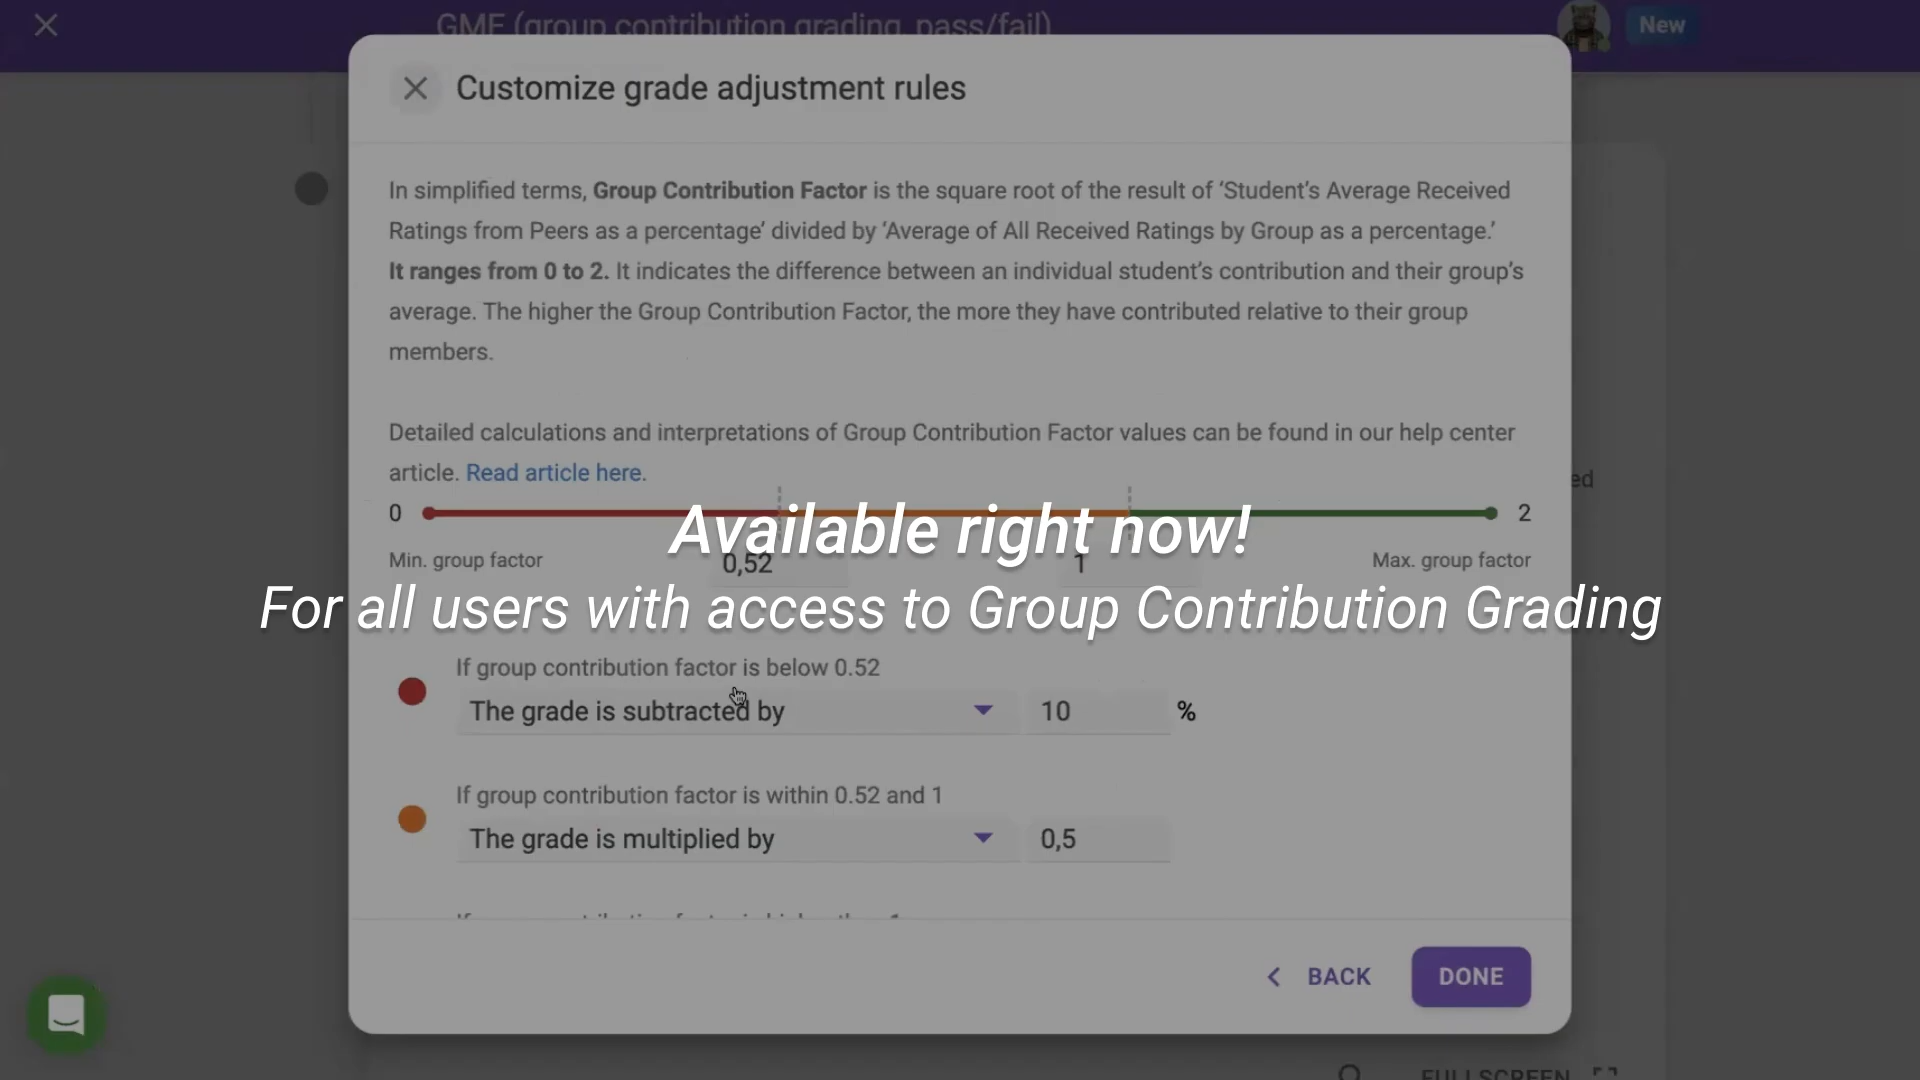 GMF (group contribution grading, pass/fail)
New
Customize grade adjustment rules
In simplified terms, Group Contribution Factor is the square root of the result of ‘Student’s Average Received
Ratings from Peers as a percentage’ divided by ‘Average of All Received Ratings by Group as a percentage.’
It ranges from 0 to 2. It indicates the difference between an individual student’s contribution and their group’s
average. The higher the Group Contribution Factor, the more they have contributed relative to their group
members.
Detailed calculations and interpretations of Group Contribution Factor values can be found in our help center
article. Read article here.
ed
0
2
Available right now!
Min. group factor
0,52
1
Max. group factor
For all users with access to Group Contribution Grading
If group contribution factor is below 0.52
The grade is subtracted by
10
%
If group contribution factor is within 0.52 and 1
The grade is multiplied by
0,5
BACK
DONE
FULLSCREEN